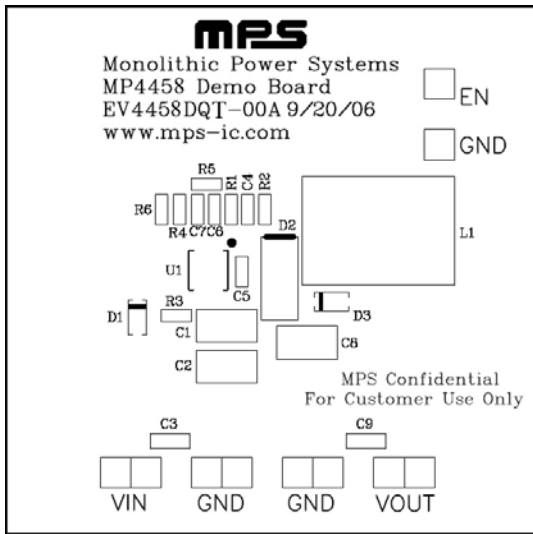 mps
Monolithic Power Systems
MP4458 Demo Board
EV4458DQT-00A 9/20/06
www.mps-ic.com
EN
GND
R5
R1
C4
R2
R6
R4
C7
C6
D2
L1
U1
C5
D1
R3
C1
D3
C8
C2
MPS Confidential
For Customer Use Only
C3
C9
VIN
GND
GND
VOUT